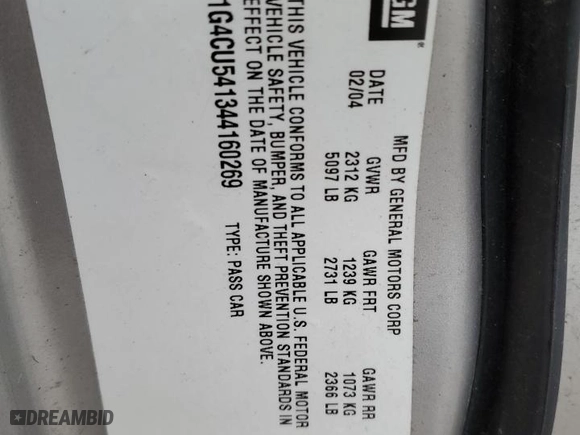 GM®
MFD BY GENERAL MOTORS CORP
DATE GVWR GAWR FRT GAWR RR
02/04 2312 KG 1239 KG 1073 KG
5097 LB 2731 LB 2366 LB
THIS VEHICLE CONFORMS TO ALL APPLICABLE U.S. FEDERAL MOTOR
VEHICLE SAFETY, BUMPER, AND THEFT PREVENTION STANDARDS IN
EFFECT ON THE DATE OF MANUFACTURE SHOWN ABOVE.
1G4CU541344160269 TYPE: PASS CAR
DREAMBID